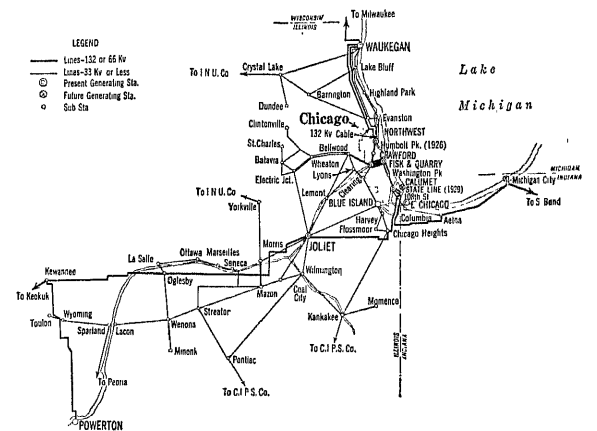 WISCONSIN
ILLINOIS
To Milwaukee
WAUKEGAN
LEGEND
Lines-132 or 66 Kv
Lines-33 Kv or Less
Present Generating Sta.
Future Generating Sta.
Sub Sta
To I N U. Co
Crystal Lake
Lake Bluff
Lake
Michigan
Highland Park
Barrington
Dundee
Chicago
Evanston
132 Kv Cable
NORTHWEST
Clintonville
Humbolt Pk. (1926)
St. Charles
Bellwood
CRAWFORD
FISK & QUARRY
Batavia
Wheaton
Washington Pk
Lyons
Electric Jct.
Clearing
CALUMET
STATE LINE (1929)
108th St
E. CHICAGO
MICHIGAN
INDIANA
Michigan City
To S Bend
To I N U. Co
Yorkville
Lemont
BLUE ISLAND
Columbia
Aetna
Harvey
Flossmoor
Chicago Heights
JOLIET
Morris
Ottawa
Marseilles
Seneca
La Salle
Kewanee
Oglesby
Wilmington
To Keokuk
Mazon
Coal
City
Momence
Wyoming
Toulon
Streator
Kankakee
Sparland
Lacon
Wenona
Minonk
Pontiac
To C.I P.S. Co.
ILLINOIS
INDIANA
To Peoria
To C.I P S. Co.
POWERTON